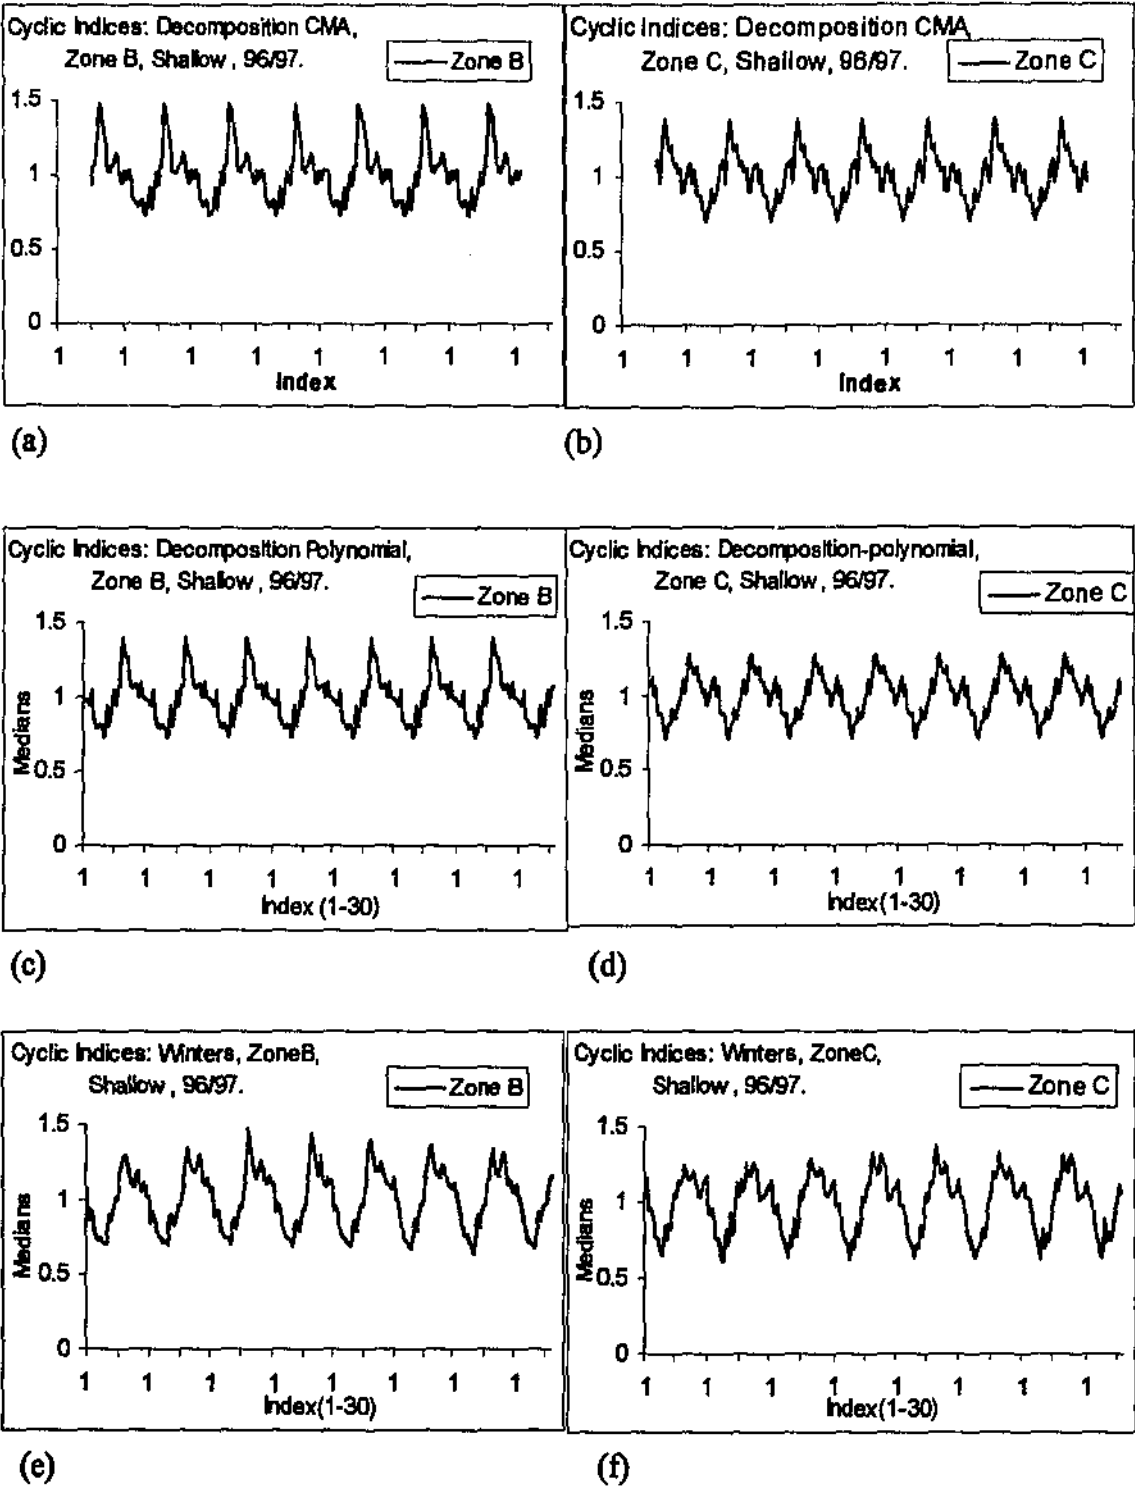 Cyclic Indices: Decomposition CMA,
Zone B, Shallow , 96/97.
Zone B
1.5
1
0.5
0
1 1 1 1 1 1 1 1
Index
(a)
Cyclic Indices: Decomposition CMA,
Zone C, Shallow, 96/97.
Zone C
1.5
1
0.5
0
1 1 1 1 1 1 1 1
Index
(b)
Cyclic Indices: Decomposition Polynomial,
Zone B, Shallow , 96/97.
Zone B
Medians
1.5
1
0.5
0
1 1 1 1 1 1 1 1
Index (1-30)
(c)
Cyclic Indices: Decomposition-polynomial,
Zone C, Shallow , 96/97.
Zone C
Medians
1.5
1
0.5
0
1 1 1 1 1 1 1 1
Index(1-30)
(d)
Cyclic Indices: Winters, ZoneB,
Shallow , 96/97.
Zone B
Medians
1.5
1
0.5
0
1 1 1 1 1 1 1 1
Index(1-30)
(e)
Cyclic Indices: Winters, ZoneC,
Shallow , 96/97.
Zone C
Medians
1.5
1
0.5
0
1 1 1 1 1 1 1 1
Index(1-30)
(f)